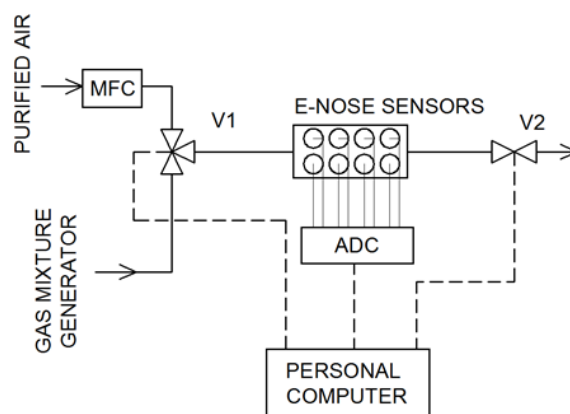 PURIFIED AIR
MFC
V1
E-NOSE SENSORS
V2
GAS MIXTURE
GENERATOR
ADC
PERSONAL
COMPUTER